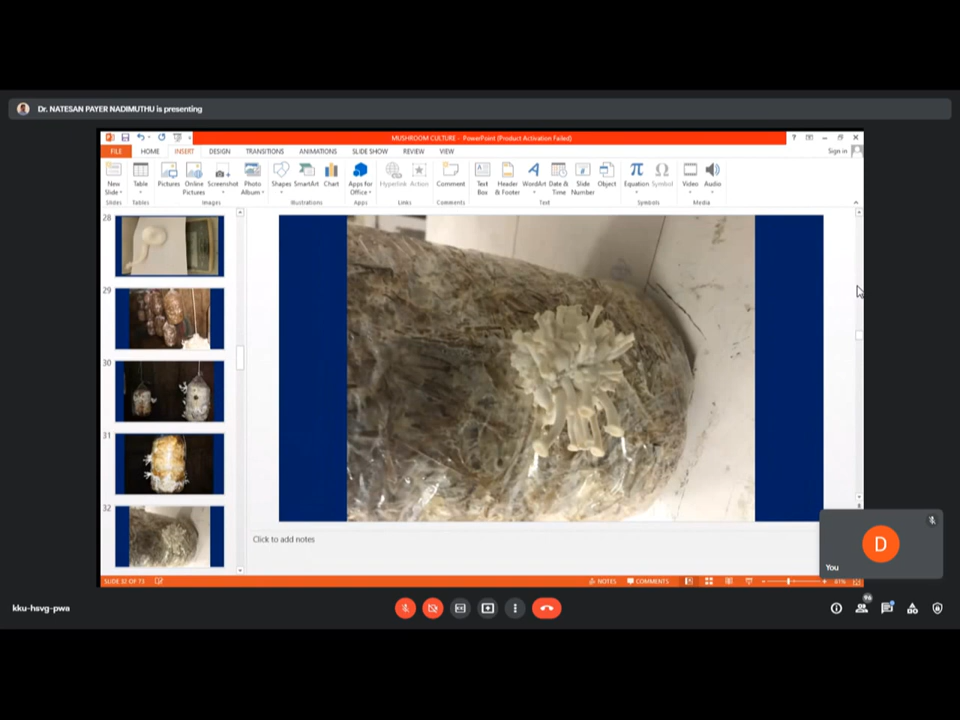 Dr. NATESAN PAYER NADIMUTHU is presenting
MUSHROOM CULTURE - PowerPoint (Product Activation Failed)
FILE HOME INSERT DESIGN TRANSITIONS ANIMATIONS SLIDE SHOW REVIEW VIEW Sign in
New Slide Table Pictures Online Pictures Screenshot Photo Album Shapes SmartArt Chart Apps for Office Hyperlink Action Comment Text Box Header & Footer WordArt Date & Time Slide Number Object Equation Symbol Video Audio
Slides Tables Images Illustrations Apps Links Comments Text Symbols Media
28
29
30
31
32
Click to add notes
D
You
SLIDE 32 OF 73 NOTES COMMENTS 81%
kku-hsvg-pwa
96